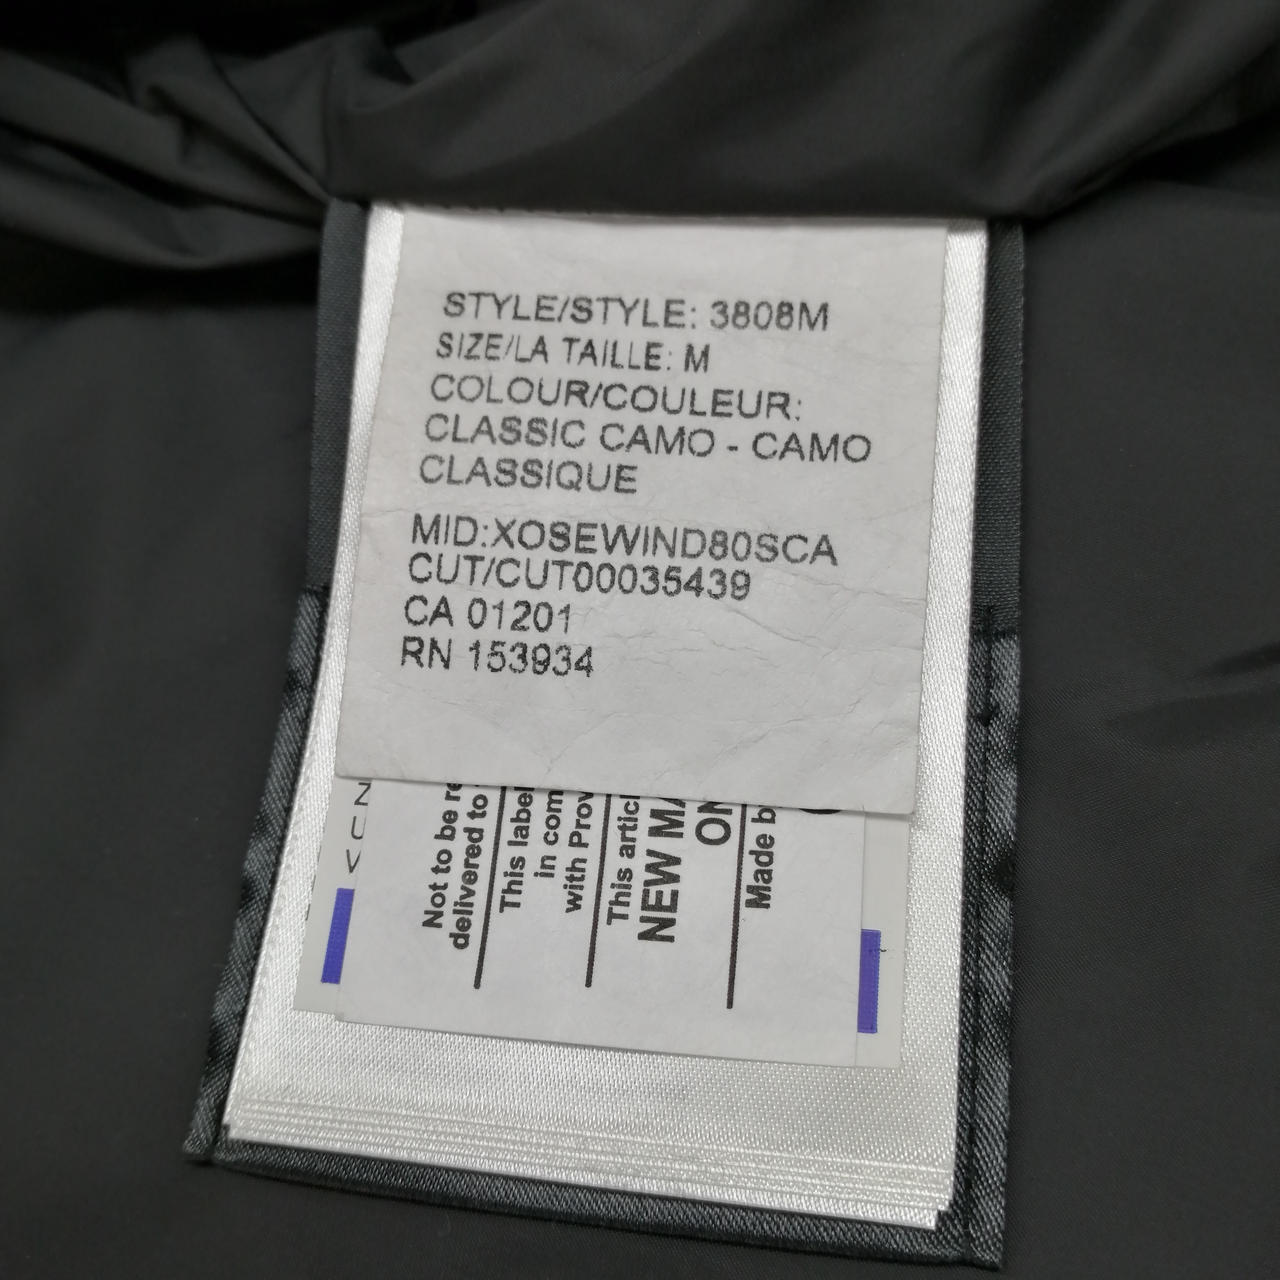 STYLE/STYLE: 3808M
SIZE/LA TAILLE: M
COLOUR/COULEUR:
CLASSIC CAMO - CAMO
CLASSIQUE
MID:XOSEWIND80SCA
CUT/CUT00035439
CA 01201
RN 153934
Not to be re
delivered to
This label
in com
with Prov
This artic
NEW MA
ON
Made b